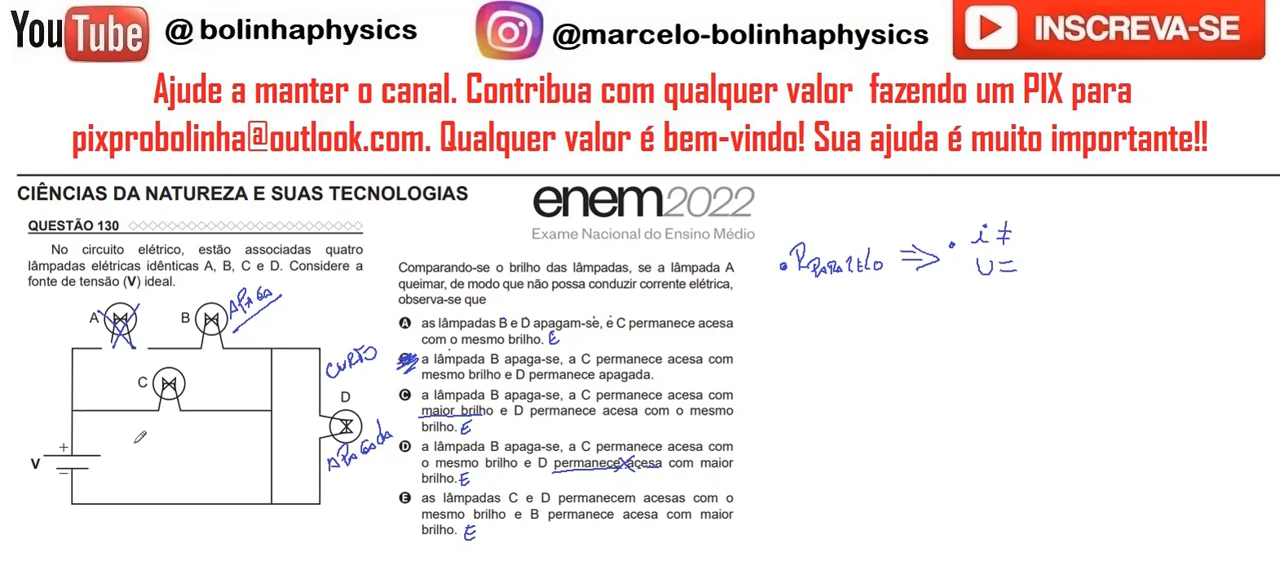 YouTube @ bolinhaphysics @marcelo-bolinhaphysics INSCREVA-SE
Ajude a manter o canal. Contribua com qualquer valor fazendo um PIX para
pixprobolinha@outlook.com. Qualquer valor é bem-vindo! Sua ajuda é muito importante!!
CIÊNCIAS DA NATUREZA E SUAS TECNOLOGIAS
enem2022
Exame Nacional do Ensino Médio
QUESTÃO 130
No circuito elétrico, estão associadas quatro
lâmpadas elétricas idênticas A, B, C e D. Considere a
fonte de tensão (V) ideal.
A
B
APAGA
C
CURTO
D
APAGada
+
V
−
Comparando-se o brilho das lâmpadas, se a lâmpada A
queimar, de modo que não possa conduzir corrente elétrica,
observa-se que
A as lâmpadas B e D apagam-se, e C permanece acesa
com o mesmo brilho. E
a lâmpada B apaga-se, a C permanece acesa com
mesmo brilho e D permanece apagada.
C a lâmpada B apaga-se, a C permanece acesa com
maior brilho e D permanece acesa com o mesmo
brilho. E
D a lâmpada B apaga-se, a C permanece acesa com
o mesmo brilho e D permanece acesa com maior
brilho. E
E as lâmpadas C e D permanecem acesas com o
mesmo brilho e B permanece acesa com maior
brilho. E
• RPARALELO ⇒ • i ≠
U =